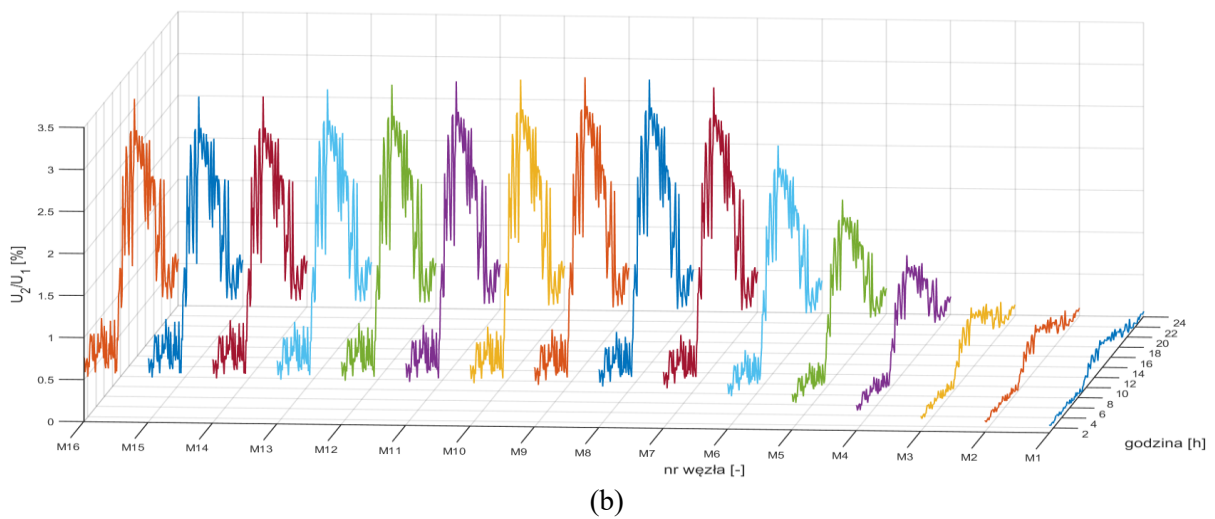 3.5
3
2.5
2
1.5
1
0.5
0
U2/U1 [%]
M16
M15
M14
M13
M12
M11
M10
M9
M8
M7
M6
M5
M4
M3
M2
M1
nr węzła [-]
24
22
20
18
16
14
12
10
8
6
4
2
godzina [h]
(b)